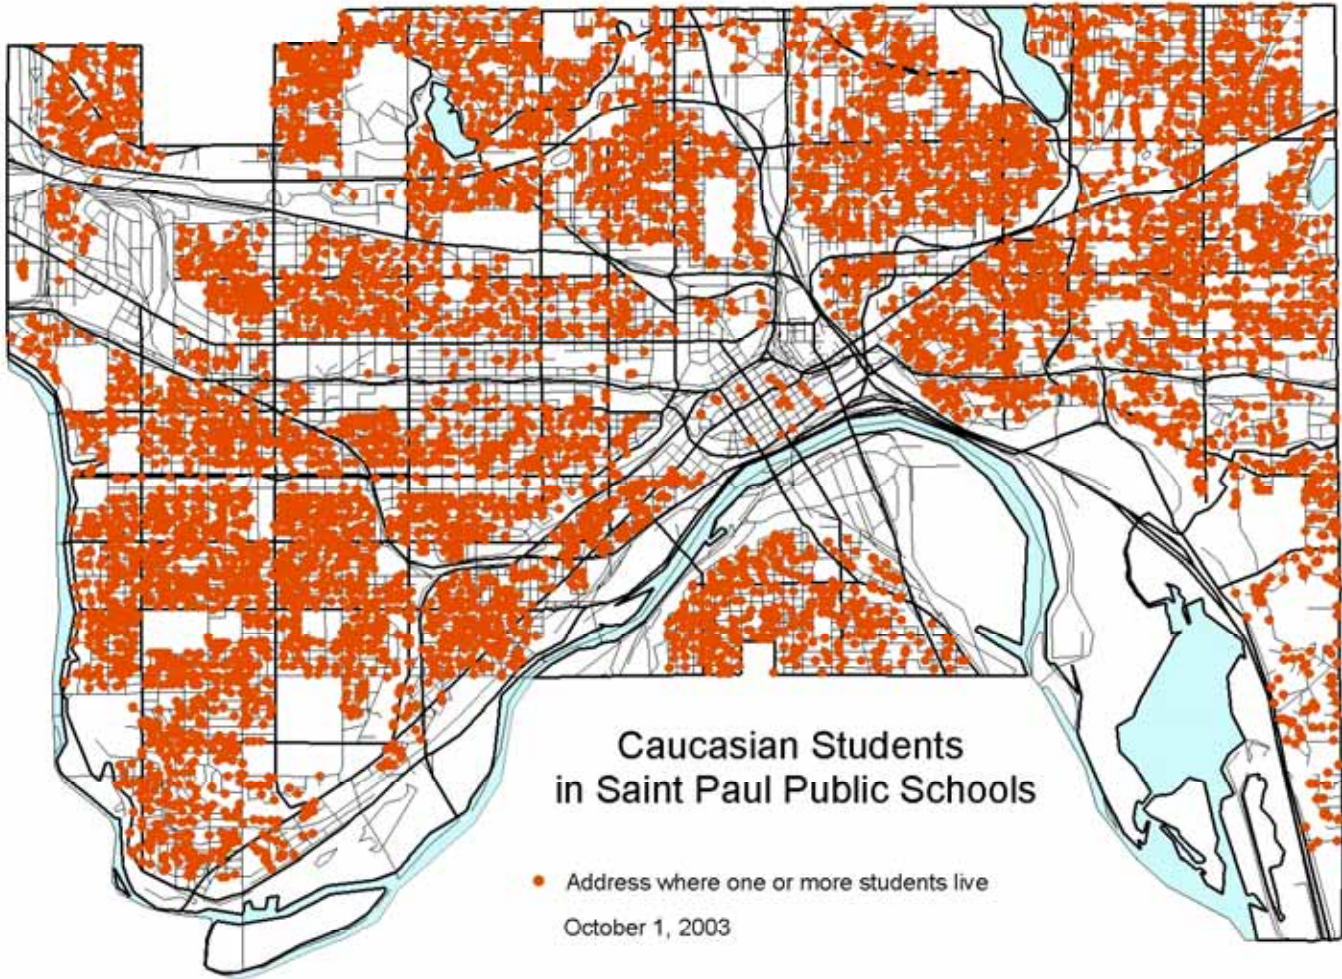 Caucasian Students
in Saint Paul Public Schools
Address where one or more students live
October 1, 2003